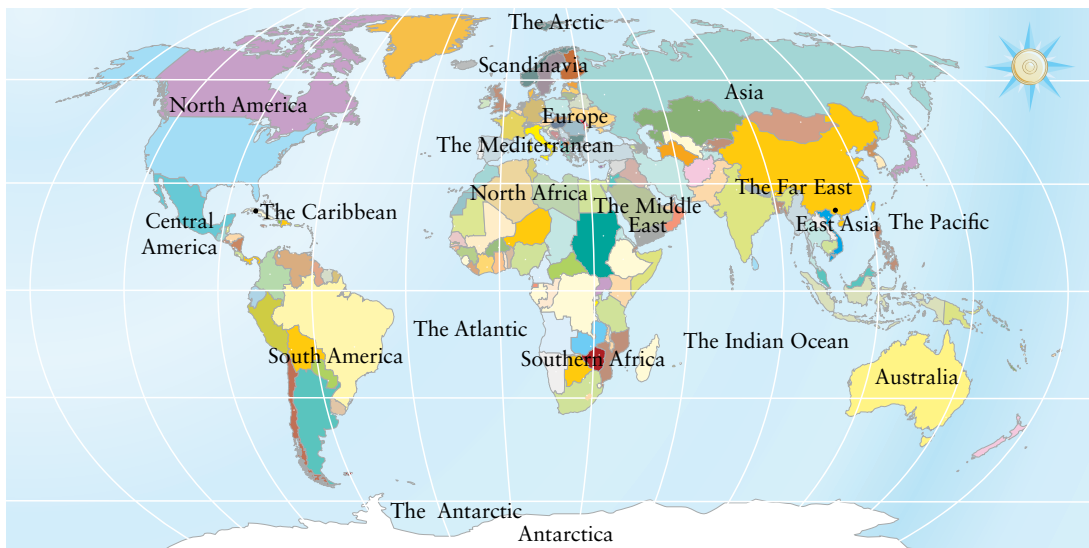 The Arctic
Scandinavia
Asia
North America
Europe
The Mediterranean
North Africa
The Far East
The Middle
East
The Caribbean
Central
America
East Asia
The Pacific
The Atlantic
The Indian Ocean
South America
Southern Africa
Australia
The Antarctic
Antarctica